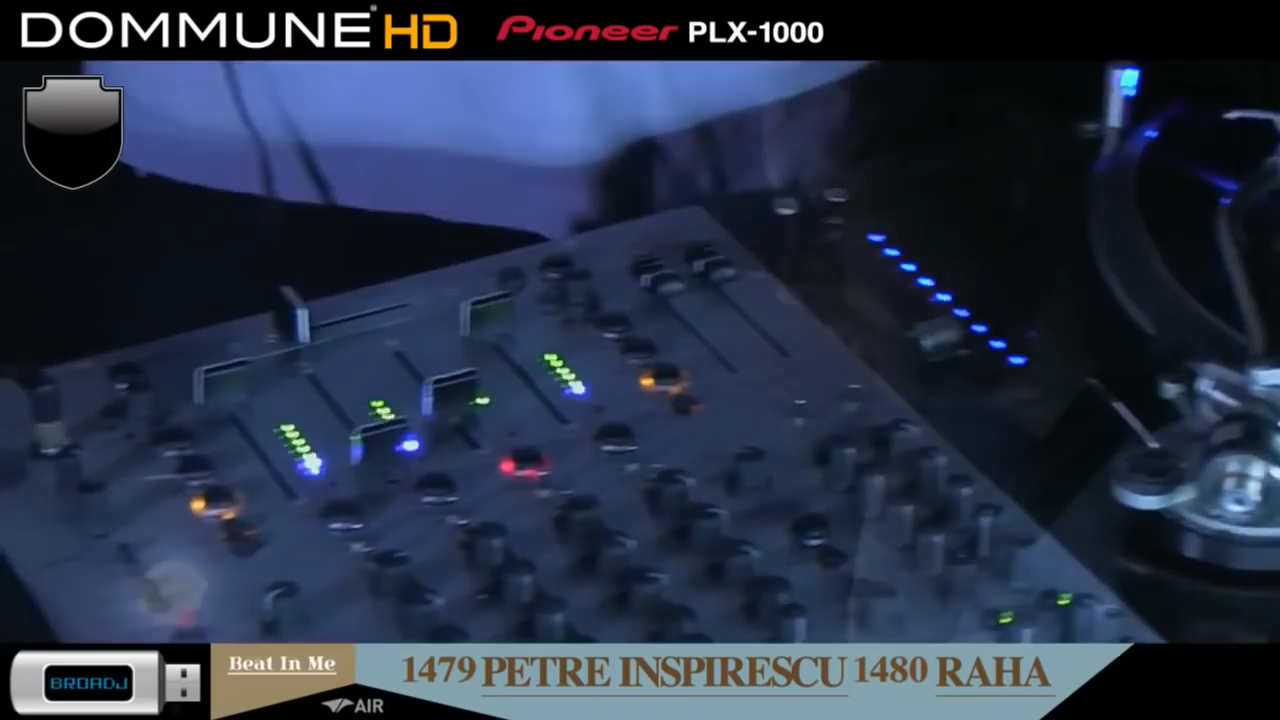 DOMMUNE HD Pioneer PLX-1000
BROADJ
Beat In Me
1479 PETRE INSPIRESCU 1480 RAHA
AIR